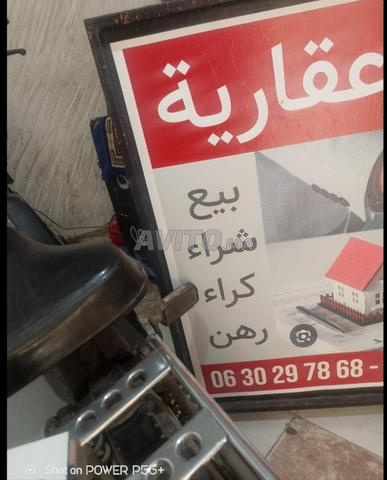 عقارية
بيع
شراء
كراء
رهن
06 30 29 78 68 -
AVITO
Shot on POWER P5G+